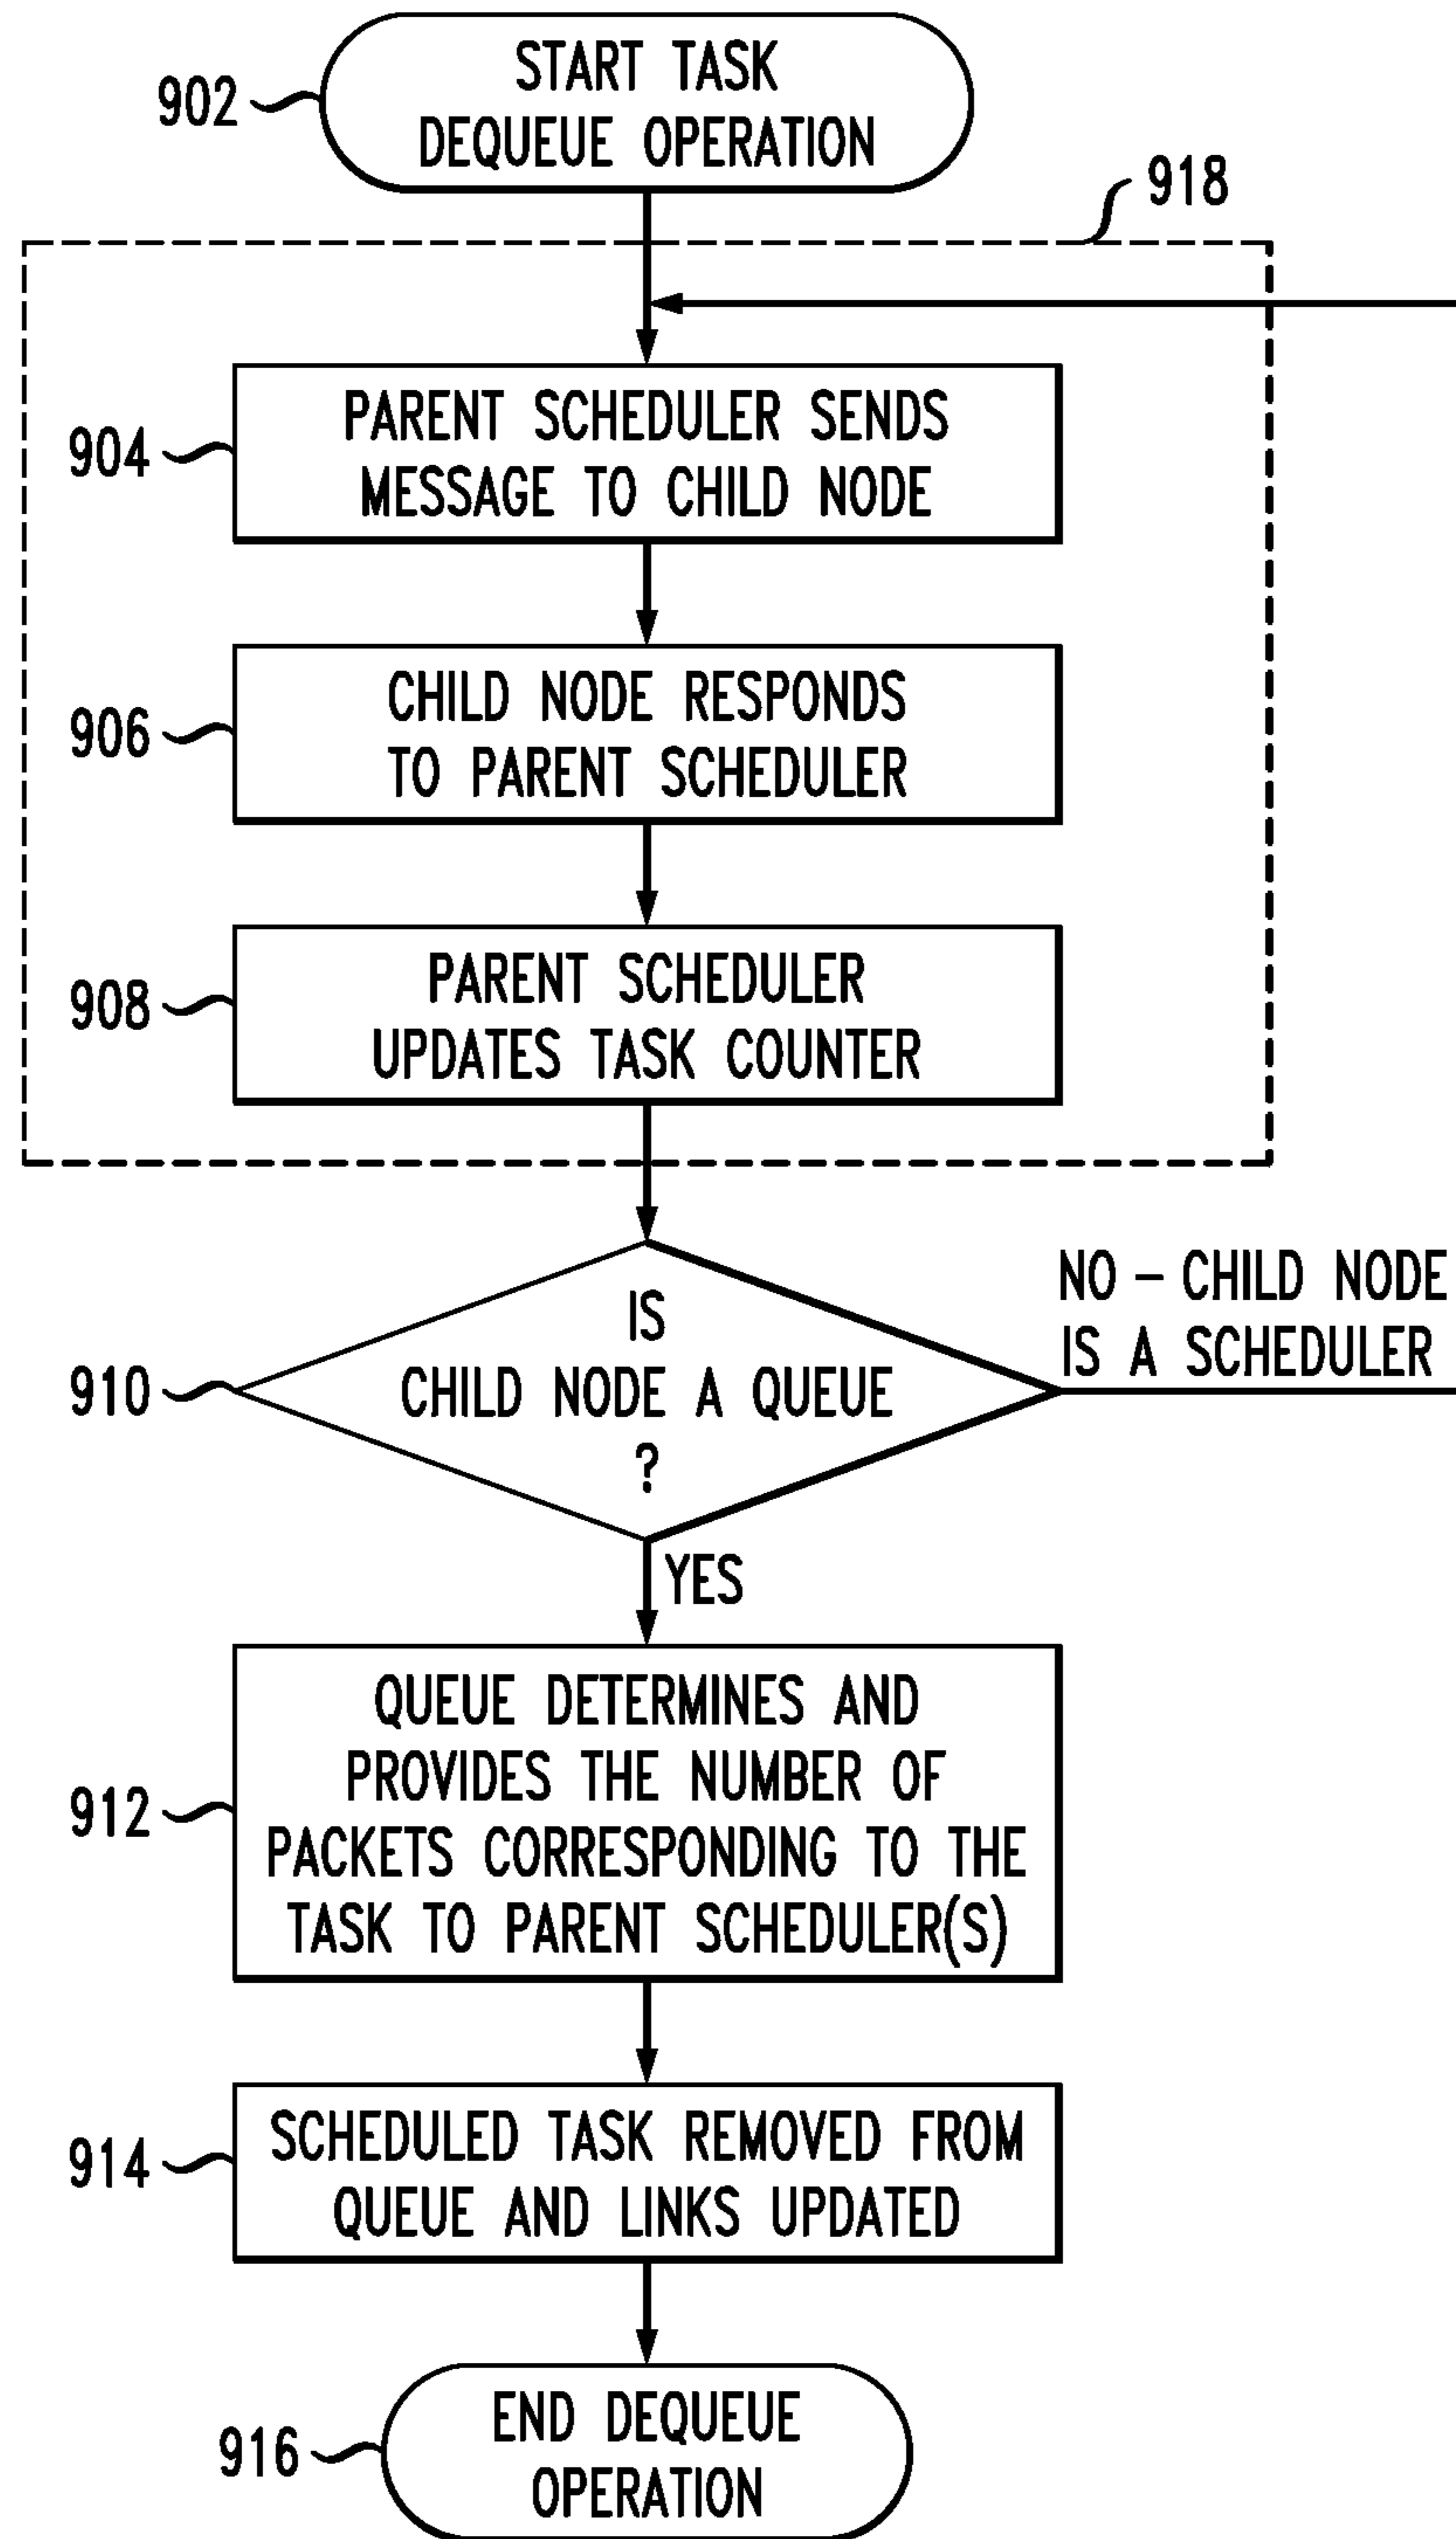 START TASK
DEQUEUE OPERATION
902
918
PARENT SCHEDULER SENDS
MESSAGE TO CHILD NODE
904
CHILD NODE RESPONDS
TO PARENT SCHEDULER
906
PARENT SCHEDULER
UPDATES TASK COUNTER
908
IS
CHILD NODE A QUEUE
?
910
NO – CHILD NODE
IS A SCHEDULER
YES
QUEUE DETERMINES AND
PROVIDES THE NUMBER OF
PACKETS CORRESPONDING TO THE
TASK TO PARENT SCHEDULER(S)
912
SCHEDULED TASK REMOVED FROM
QUEUE AND LINKS UPDATED
914
END DEQUEUE
OPERATION
916